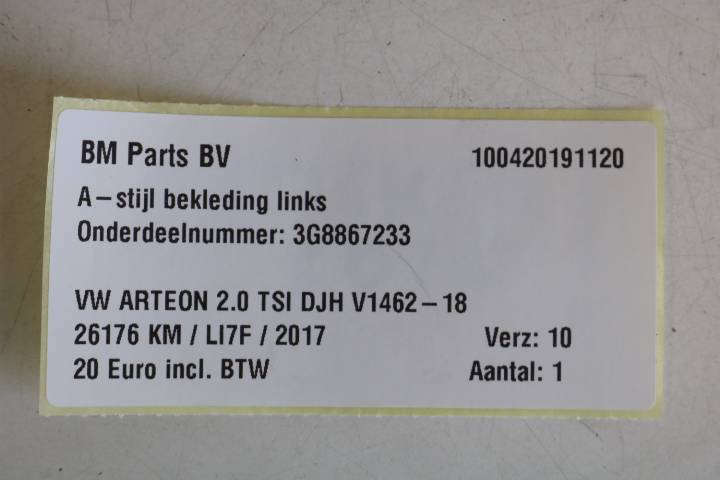 BM Parts BV 100420191120
A-stijl bekleding links
Onderdeelnummer: 3G8867233
VW ARTEON 2.0 TSI DJH V1462-18
26176 KM / LI7F / 2017 Verz: 10
20 Euro incl. BTW Aantal: 1